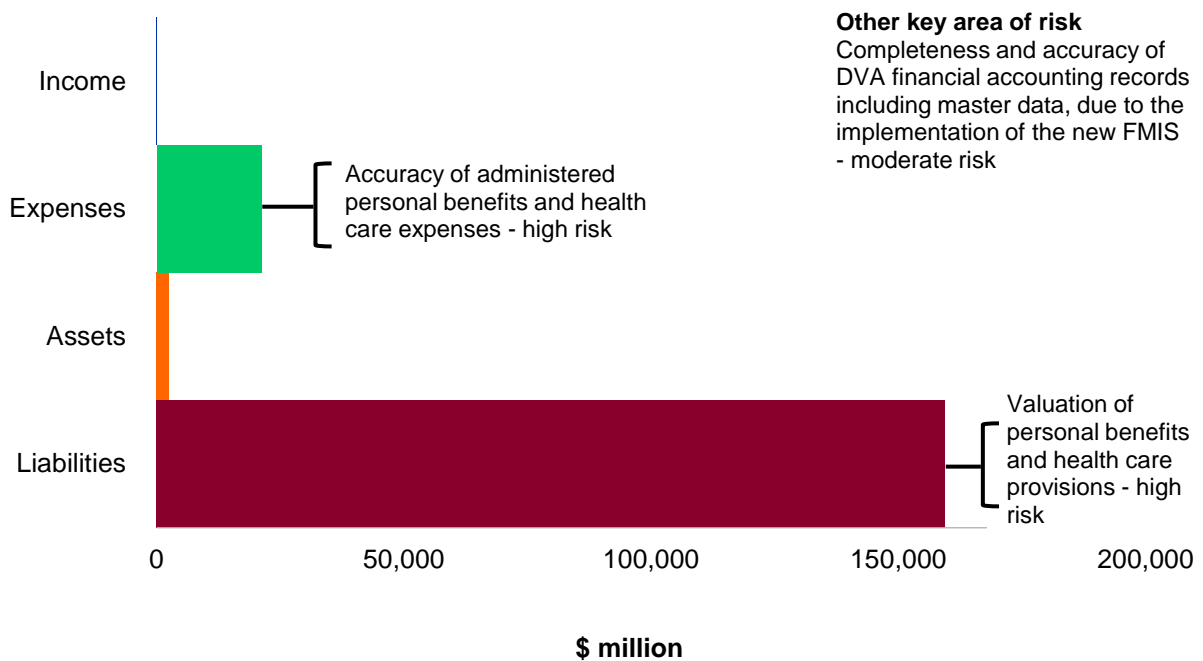 Other key area of risk
Completeness and accuracy of
DVA financial accounting records
including master data, due to the
implementation of the new FMIS
- moderate risk
Income
Expenses
Accuracy of administered
personal benefits and health
care expenses - high risk
Assets
Liabilities
Valuation of
personal benefits
and health care
provisions - high
risk
0
50,000
100,000
150,000
200,000
$ million